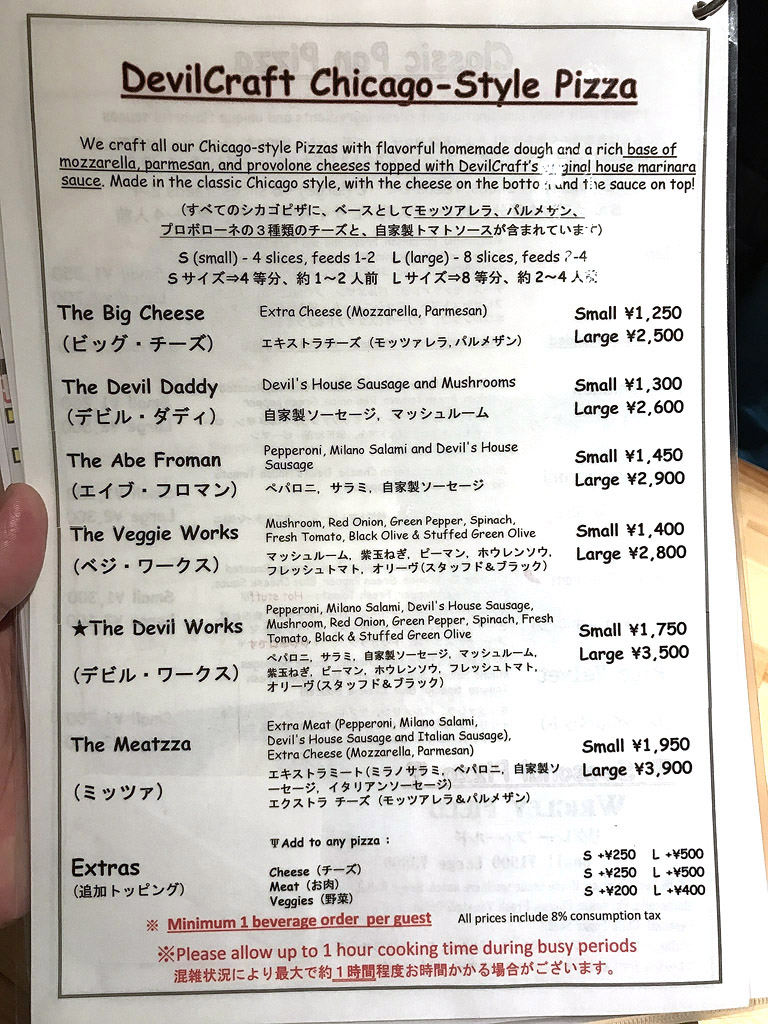 DevilCraft Chicago-Style Pizza
We craft all our Chicago-style Pizzas with flavorful homemade dough and a rich base of
mozzarella, parmesan, and provolone cheeses topped with DevilCraft's original house marinara
sauce. Made in the classic Chicago style, with the cheese on the bottom and the sauce on top!
(すべてのシカゴピザに、ベースとしてモッツアレラ、パルメザン、
プロボローネの3種類のチーズと、自家製トマトソースが含まれています)
S (small) - 4 slices, feeds 1-2 L (large) - 8 slices, feeds 2-4
Sサイズ⇒4等分、約1~2人前 Lサイズ⇒8等分、約2~4人前
The Big Cheese Extra Cheese (Mozzarella, Parmesan) Small ¥1,250
(ビッグ・チーズ) エキストラチーズ (モッツァレラ,パルメザン) Large ¥2,500
The Devil Daddy Devil's House Sausage and Mushrooms Small ¥1,300
(デビル・ダディ) 自家製ソーセージ, マッシュルーム Large ¥2,600
The Abe Froman Pepperoni, Milano Salami and Devil's House
Sausage Small ¥1,450
(エイブ・フロマン) ペパロニ, サラミ, 自家製ソーセージ Large ¥2,900
The Veggie Works Mushroom, Red Onion, Green Pepper, Spinach,
Fresh Tomato, Black Olive & Stuffed Green Olive Small ¥1,400
(ベジ・ワークス) マッシュルーム, 紫玉ねぎ, ピーマン, ホウレンソウ, Large ¥2,800
フレッシュトマト, オリーヴ(スタッフド&ブラック)
★The Devil Works Pepperoni, Milano Salami, Devil's House Sausage,
Mushroom, Red Onion, Green Pepper, Spinach, Fresh
Tomato, Black & Stuffed Green Olive Small ¥1,750
(デビル・ワークス) ペパロニ, サラミ, 自家製ソーセージ, マッシュルーム, Large ¥3,500
紫玉ねぎ, ピーマン, ホウレンソウ, フレッシュトマト,
オリーヴ(スタッフド&ブラック)
The Meatzza Extra Meat (Pepperoni, Milano Salami,
Devil's House Sausage and Italian Sausage),
Extra Cheese (Mozzarella, Parmesan) Small ¥1,950
(ミッツァ) エキストラミート(ミラノサラミ, ペパロニ, 自家製ソ Large ¥3,900
ーセージ, イタリアンソーセージ)
エクストラ チーズ (モッツアレラ&パルメザン)
ΨAdd to any pizza :
Extras
(追加トッピング)
Cheese (チーズ) S +¥250 L +¥500
Meat (お肉) S +¥250 L +¥500
Veggies (野菜) S +¥200 L +¥400
※ Minimum 1 beverage order per guest All prices include 8% consumption tax
※Please allow up to 1 hour cooking time during busy periods
混雑状況により最大で約1時間程度お時間かかる場合がございます。